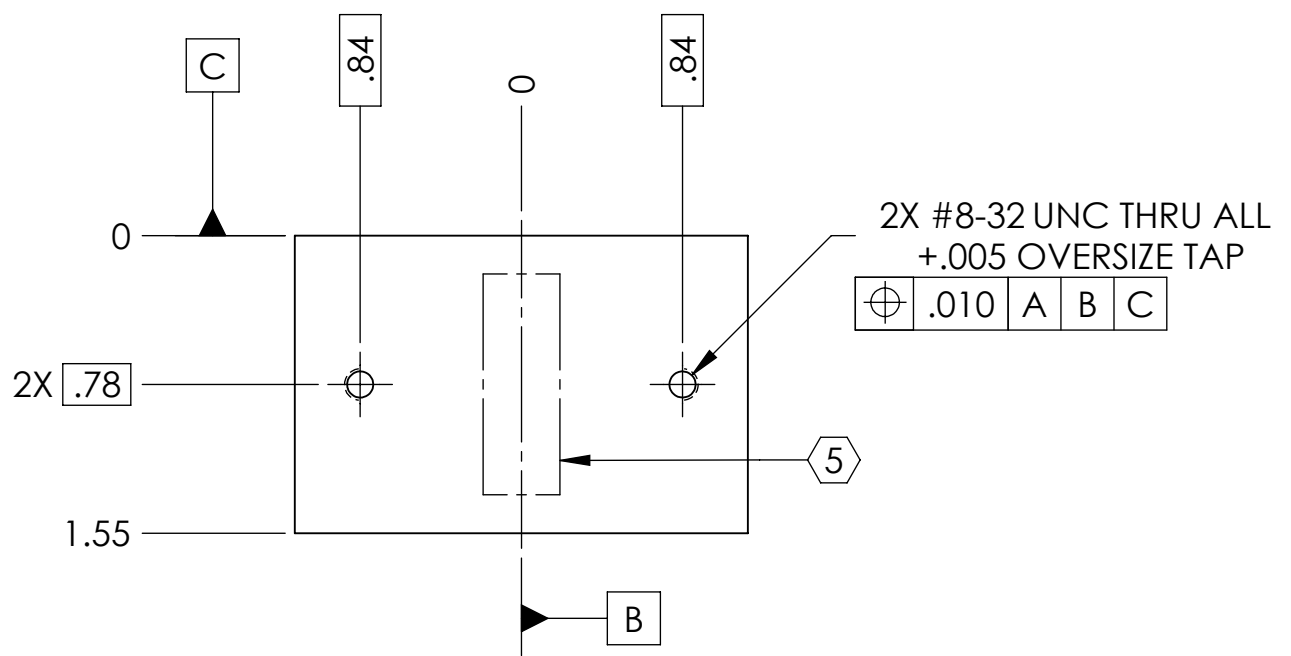 C
.84
0
.84
0
2X #8-32 UNC THRU ALL
+.005 OVERSIZE TAP
⌖ .010 A B C
2X .78
5
1.55
B